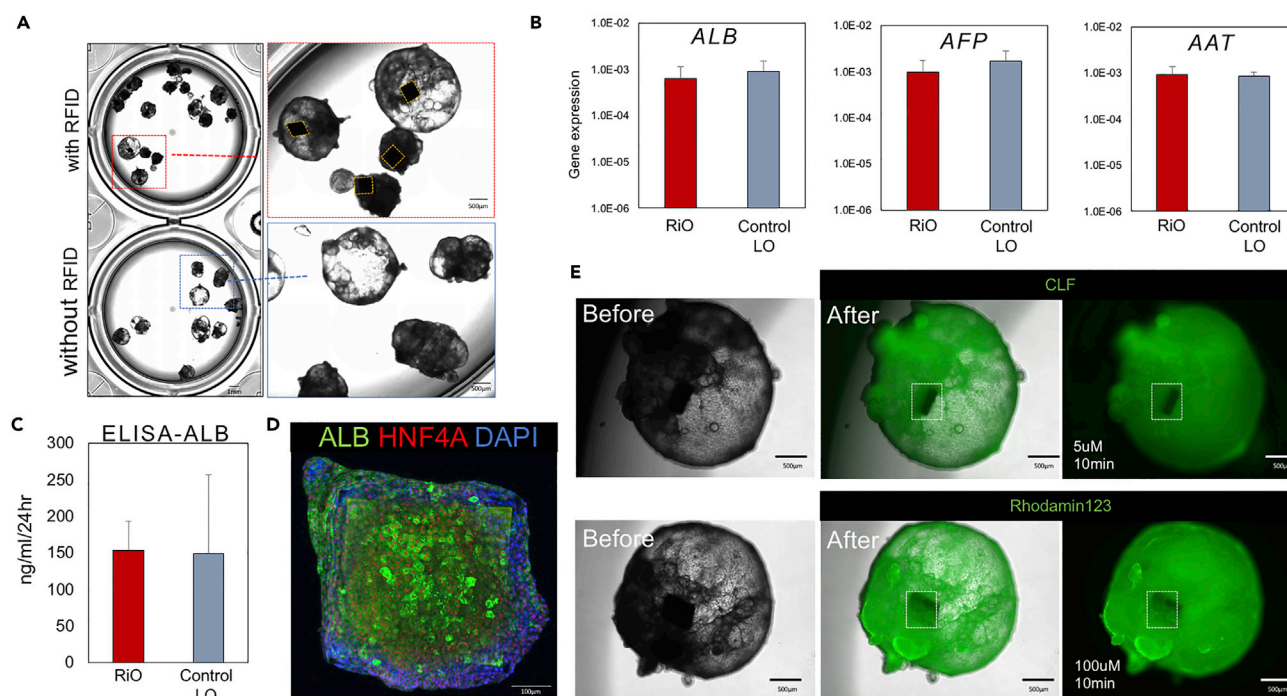 A
with RFID
without RFID
500µm
1mm
500µm
B
Gene expression
1.0E-02
1.0E-03
1.0E-04
1.0E-05
1.0E-06
ALB
RiO
Control
LO
1.0E-02
1.0E-03
1.0E-04
1.0E-05
1.0E-06
AFP
RiO
Control
LO
1.0E-02
1.0E-03
1.0E-04
1.0E-05
1.0E-06
AAT
RiO
Control
LO
C
ELISA-ALB
ng/ml/24hr
300
250
200
150
100
50
0
RiO
Control
LO
D
ALB HNF4A DAPI
100µm
E
CLF
Before
500µm
After
500µm
5uM
10min
500µm
Rhodamin123
Before
500µm
After
500µm
100uM
10min
500µm